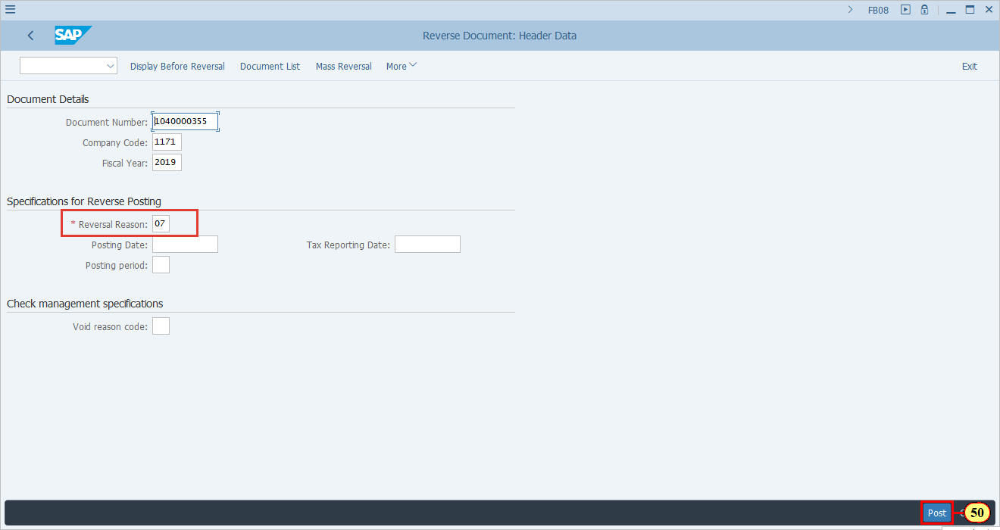 FB08
SAP
Reverse Document: Header Data
Display Before Reversal Document List Mass Reversal More Exit
Document Details
Document Number: 1040000355
Company Code: 1171
Fiscal Year: 2019
Specifications for Reverse Posting
* Reversal Reason: 07
Posting Date: Tax Reporting Date:
Posting period:
Check management specifications
Void reason code:
Post 50